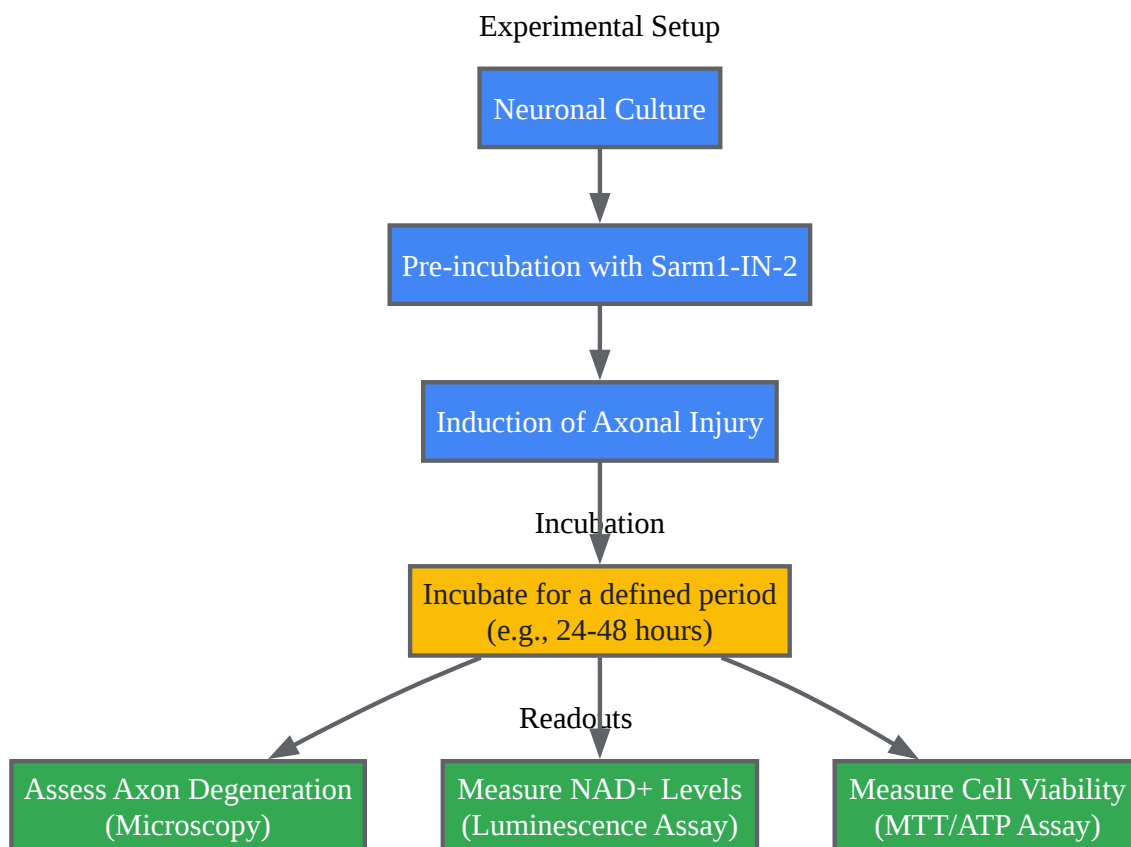 Experimental Setup
Neuronal Culture
Pre-incubation with Sarm1-IN-2
Induction of Axonal Injury
Incubation
Incubate for a defined period
(e.g., 24-48 hours)
Readouts
Assess Axon Degeneration
(Microscopy)
Measure NAD+ Levels
(Luminescence Assay)
Measure Cell Viability
(MTT/ATP Assay)